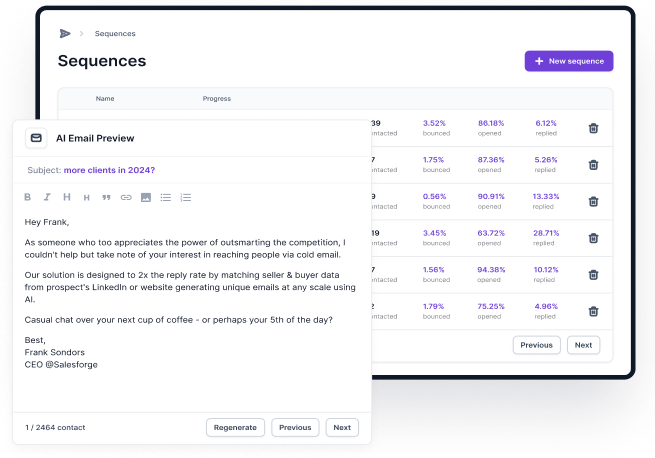 Sequences
Sequences
New sequence
Name Progress
39 3.52% 86.18% 6.12%
ontacted bounced opened replied
7 1.75% 87.36% 5.26%
ontacted bounced opened replied
9 0.56% 90.91% 13.33%
ontacted bounced opened replied
19 3.45% 63.72% 28.71%
ontacted bounced opened replied
7 1.56% 94.38% 10.12%
ontacted bounced opened replied
2 1.79% 75.25% 4.96%
ontacted bounced opened replied
Previous Next
AI Email Preview
Subject: more clients in 2024?
B I H H
Hey Frank,
As someone who too appreciates the power of outsmarting the competition, I
couldn't help but take note of your interest in reaching people via cold email.
Our solution is designed to 2x the reply rate by matching seller & buyer data
from prospect's LinkedIn or website generating unique emails at any scale using
AI.
Casual chat over your next cup of coffee - or perhaps your 5th of the day?
Best,
Frank Sondors
CEO @Salesforge
1 / 2464 contact Regenerate Previous Next